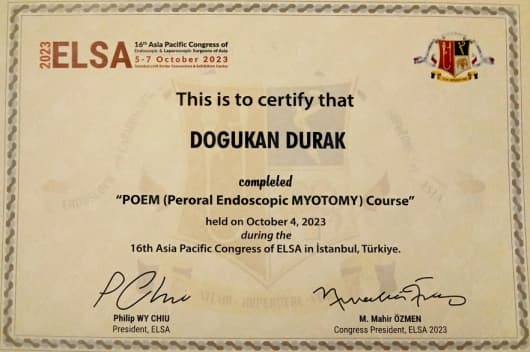 2023
ELSA
16th Asia Pacific Congress of
Endoscopic & Laparoscopic Surgeons of Asia
5-7 October 2023
This is to certify that
DOGUKAN DURAK
completed
“POEM (Peroral Endoscopic MYOTOMY) Course”
held on October 4, 2023
during the
16th Asia Pacific Congress of ELSA in İstanbul, Türkiye.
Philip WY CHIU
President, ELSA
M. Mahir ÖZMEN
Congress President, ELSA 2023